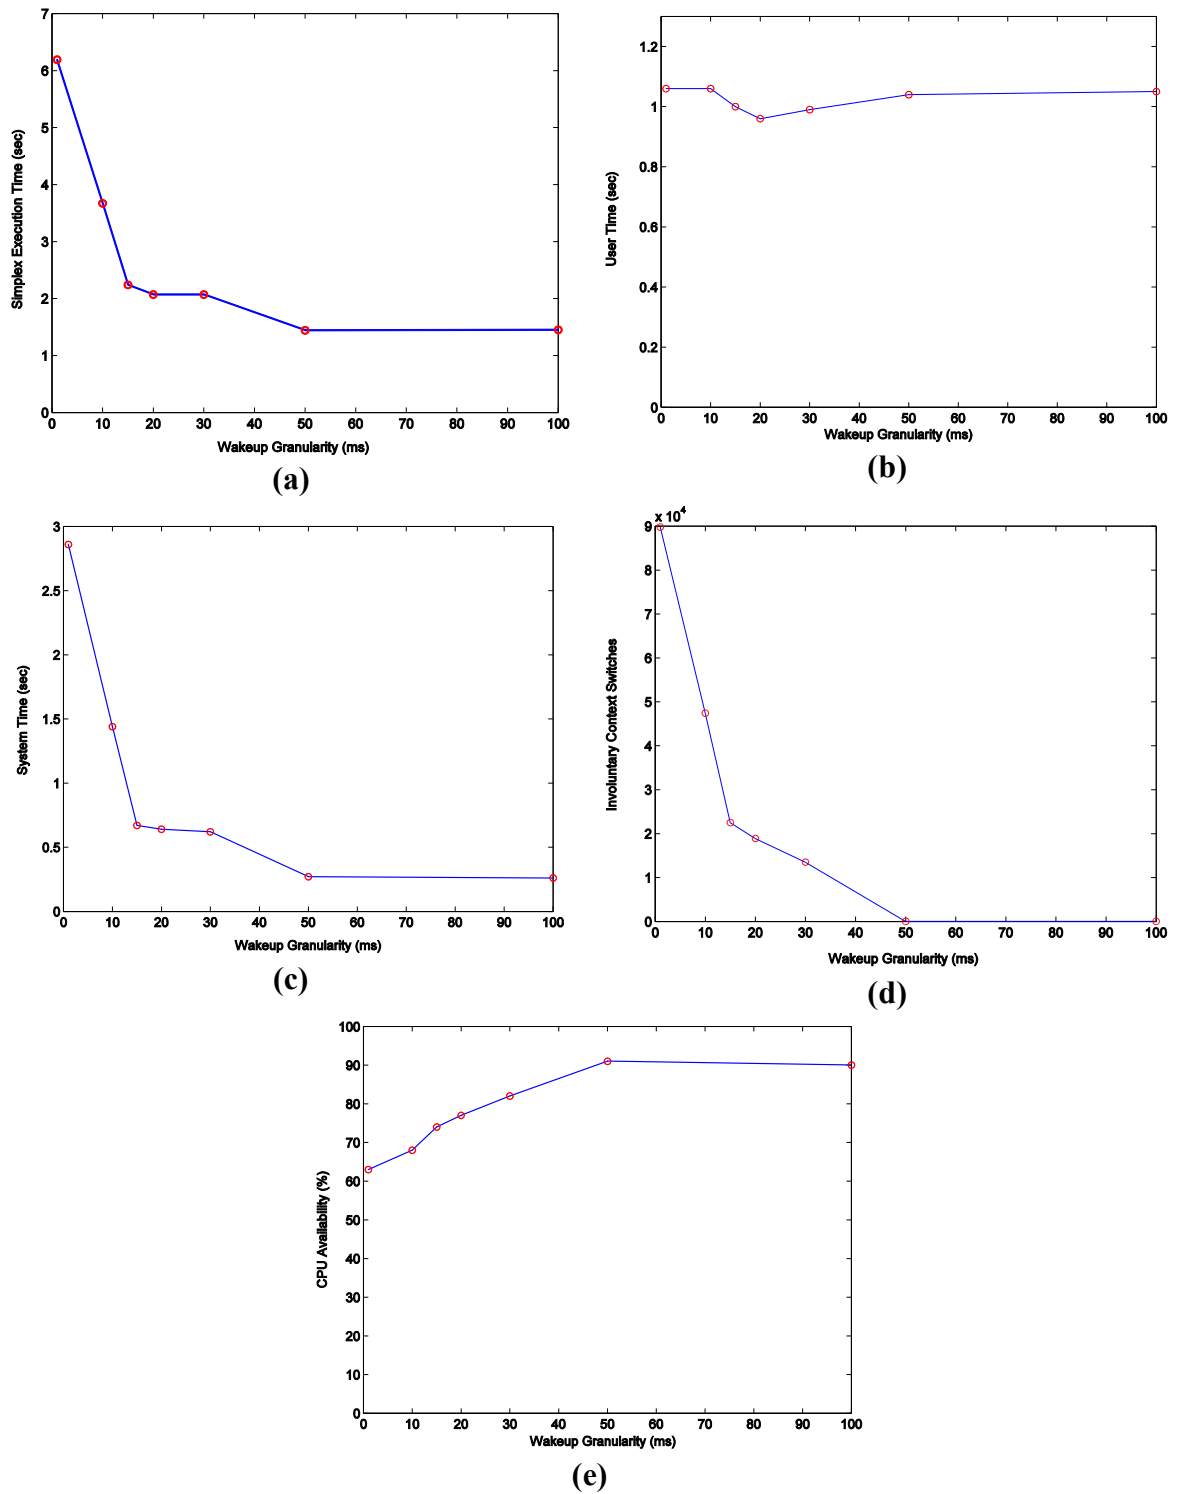 7
6
5
4
3
2
1
0
Simplex Execution Time (sec)
0 10 20 30 40 50 60 70 80 90 100
Wakeup Granularity (ms)
(a)
1.2
1
0.8
0.6
0.4
0.2
0
User Time (sec)
0 10 20 30 40 50 60 70 80 90 100
Wakeup Granularity (ms)
(b)
3
2.5
2
1.5
1
0.5
0
System Time (sec)
0 10 20 30 40 50 60 70 80 90 100
Wakeup Granularity (ms)
(c)
x 10^4
9
8
7
6
5
4
3
2
1
0
Involuntary Context Switches
0 10 20 30 40 50 60 70 80 90 100
Wakeup Granularity (ms)
(d)
100
90
80
70
60
50
40
30
20
10
0
CPU Availability (%)
0 10 20 30 40 50 60 70 80 90 100
Wakeup Granularity (ms)
(e)